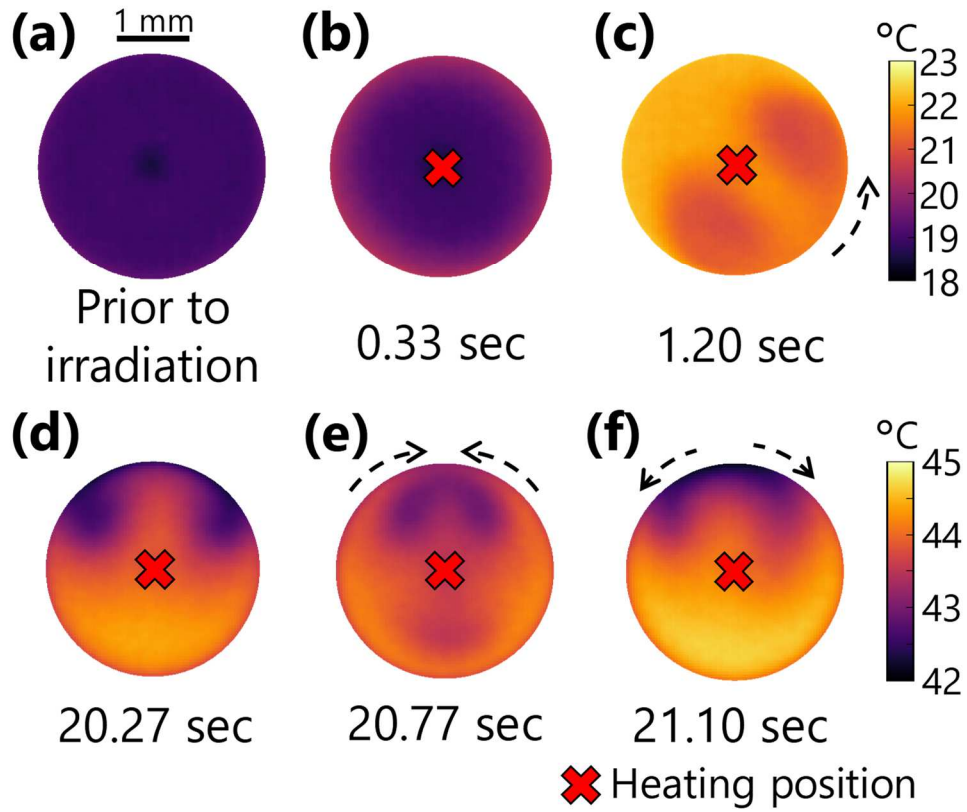 (a) 1 mm (b) (c) °C
23
22
21
20
19
18
Prior to
irradiation
0.33 sec 1.20 sec
(d) (e) (f) °C
45
44
43
42
20.27 sec 20.77 sec 21.10 sec
Heating position